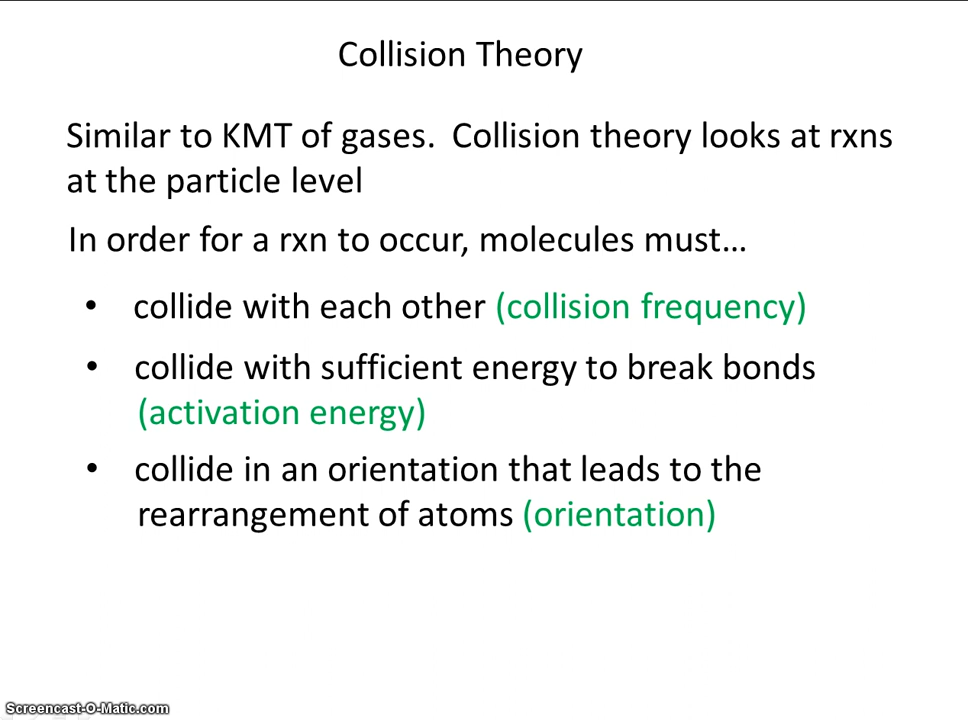 Collision Theory
Similar to KMT of gases.  Collision theory looks at rxns
at the particle level
In order for a rxn to occur, molecules must…
• collide with each other (collision frequency)
• collide with sufficient energy to break bonds
(activation energy)
• collide in an orientation that leads to the
rearrangement of atoms (orientation)
Screencast-O-Matic.com